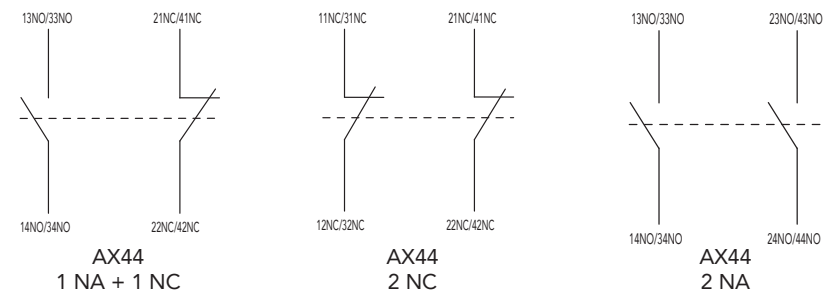 13NO/33NO 21NC/41NC 11NC/31NC 21NC/41NC 13NO/33NO 23NO/43NO
14NO/34NO 22NC/42NC 12NC/32NC 22NC/42NC 14NO/34NO 24NO/44NO
AX44 AX44 AX44
1 NA + 1 NC 2 NC 2 NA